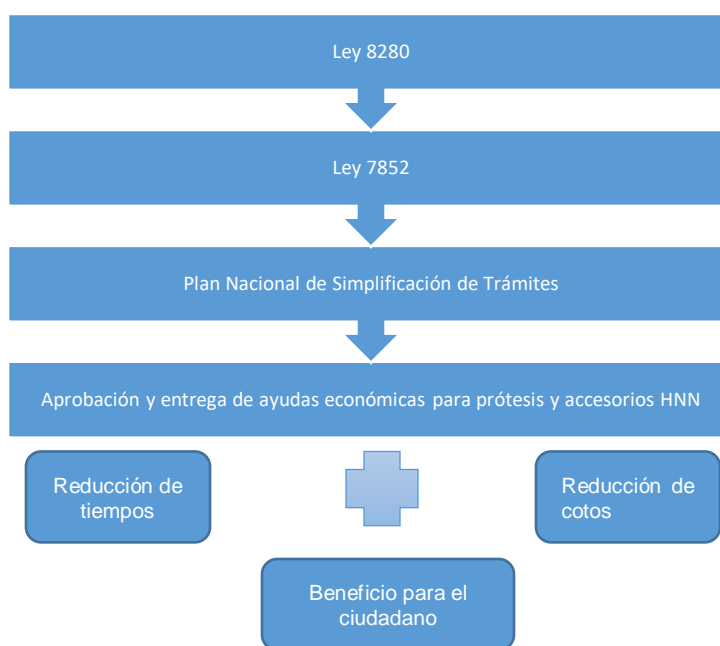 Ley 8280
Ley 7852
Plan Nacional de Simplificación de Trámites
Aprobación y entrega de ayudas económicas para prótesis y accesorios HNN
Reducción de
tiempos
Reducción de
cotos
Beneficio para el
ciudadano